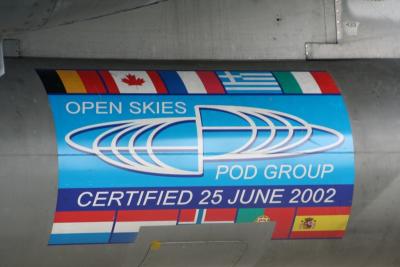 OPEN SKIES
POD GROUP
CERTIFIED 25 JUNE 2002